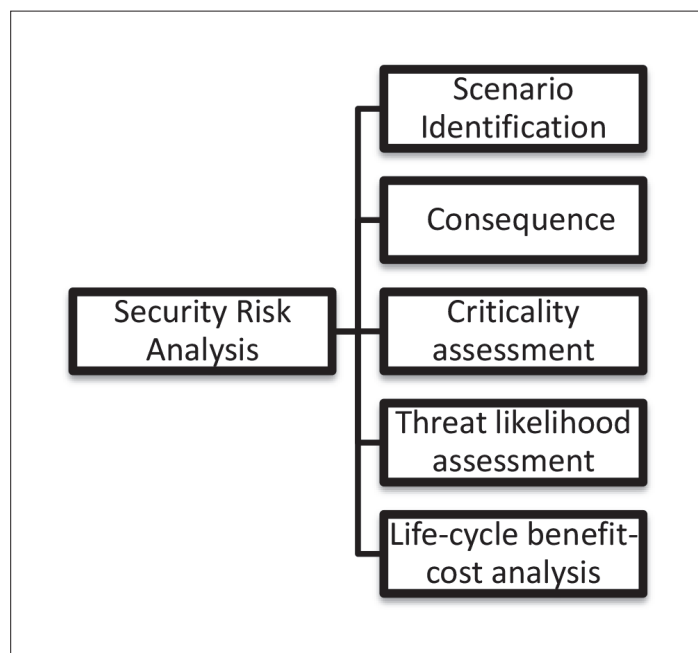 Scenario
Identification
Consequence
Security Risk
Analysis
Criticality
assessment
Threat likelihood
assessment
Life-cycle benefit-
cost analysis